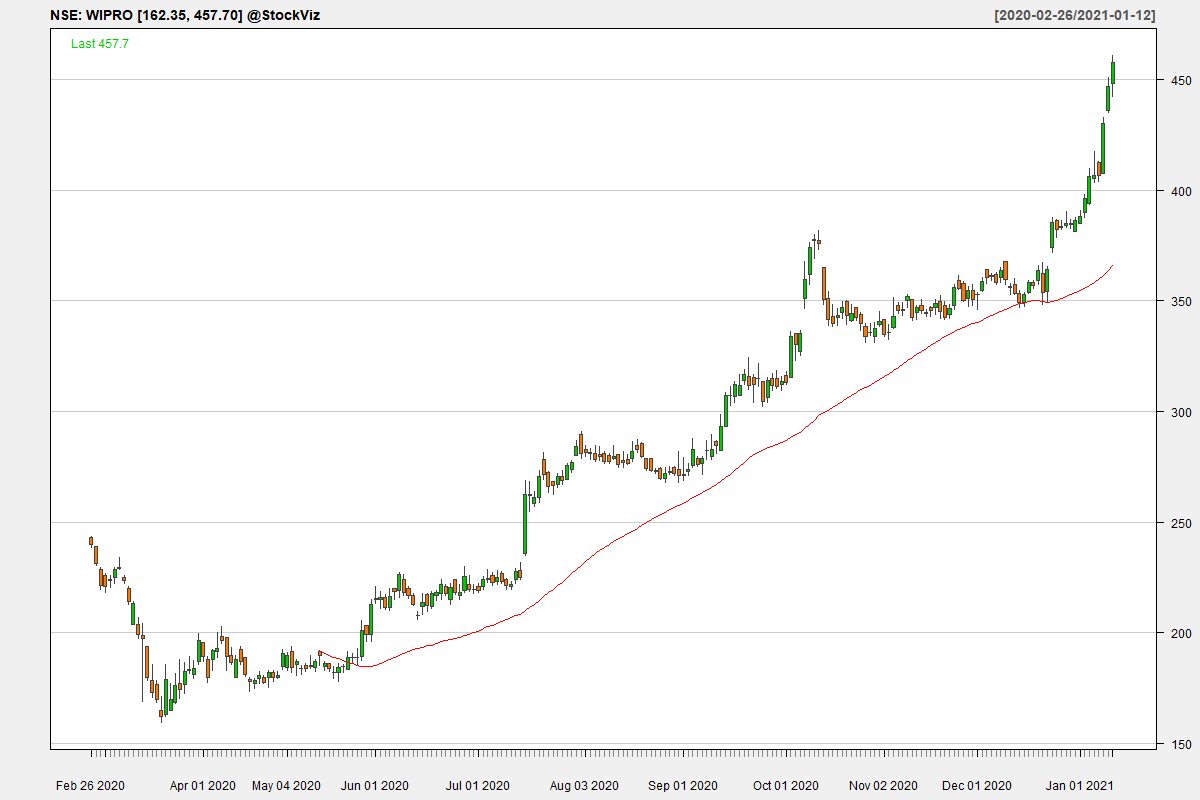 NSE: WIPRO [162.35, 457.70] @StockViz [2020-02-26/2021-01-12]
Last 457.7
450
400
350
300
250
200
150
Feb 26 2020 Apr 01 2020 May 04 2020 Jun 01 2020 Jul 01 2020 Aug 03 2020 Sep 01 2020 Oct 01 2020 Nov 02 2020 Dec 01 2020 Jan 01 2021